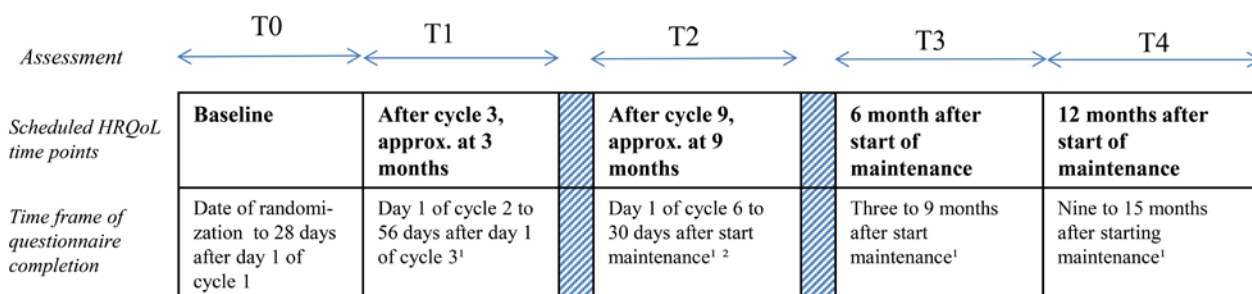 T0 T1 T2 T3 T4
Assessment
Scheduled HRQoL
time points
Baseline
After cycle 3,
approx. at 3
months
After cycle 9,
approx. at 9
months
6 month after
start of
maintenance
12 months after
start of
maintenance
Time frame of
questionnaire
completion
Date of randomi-
zation to 28 days
after day 1 of
cycle 1
Day 1 of cycle 2 to
56 days after day 1
of cycle 3¹
Day 1 of cycle 6 to
30 days after start
maintenance¹ ²
Three to 9 months
after start
maintenance¹
Nine to 15 months
after starting
maintenance¹